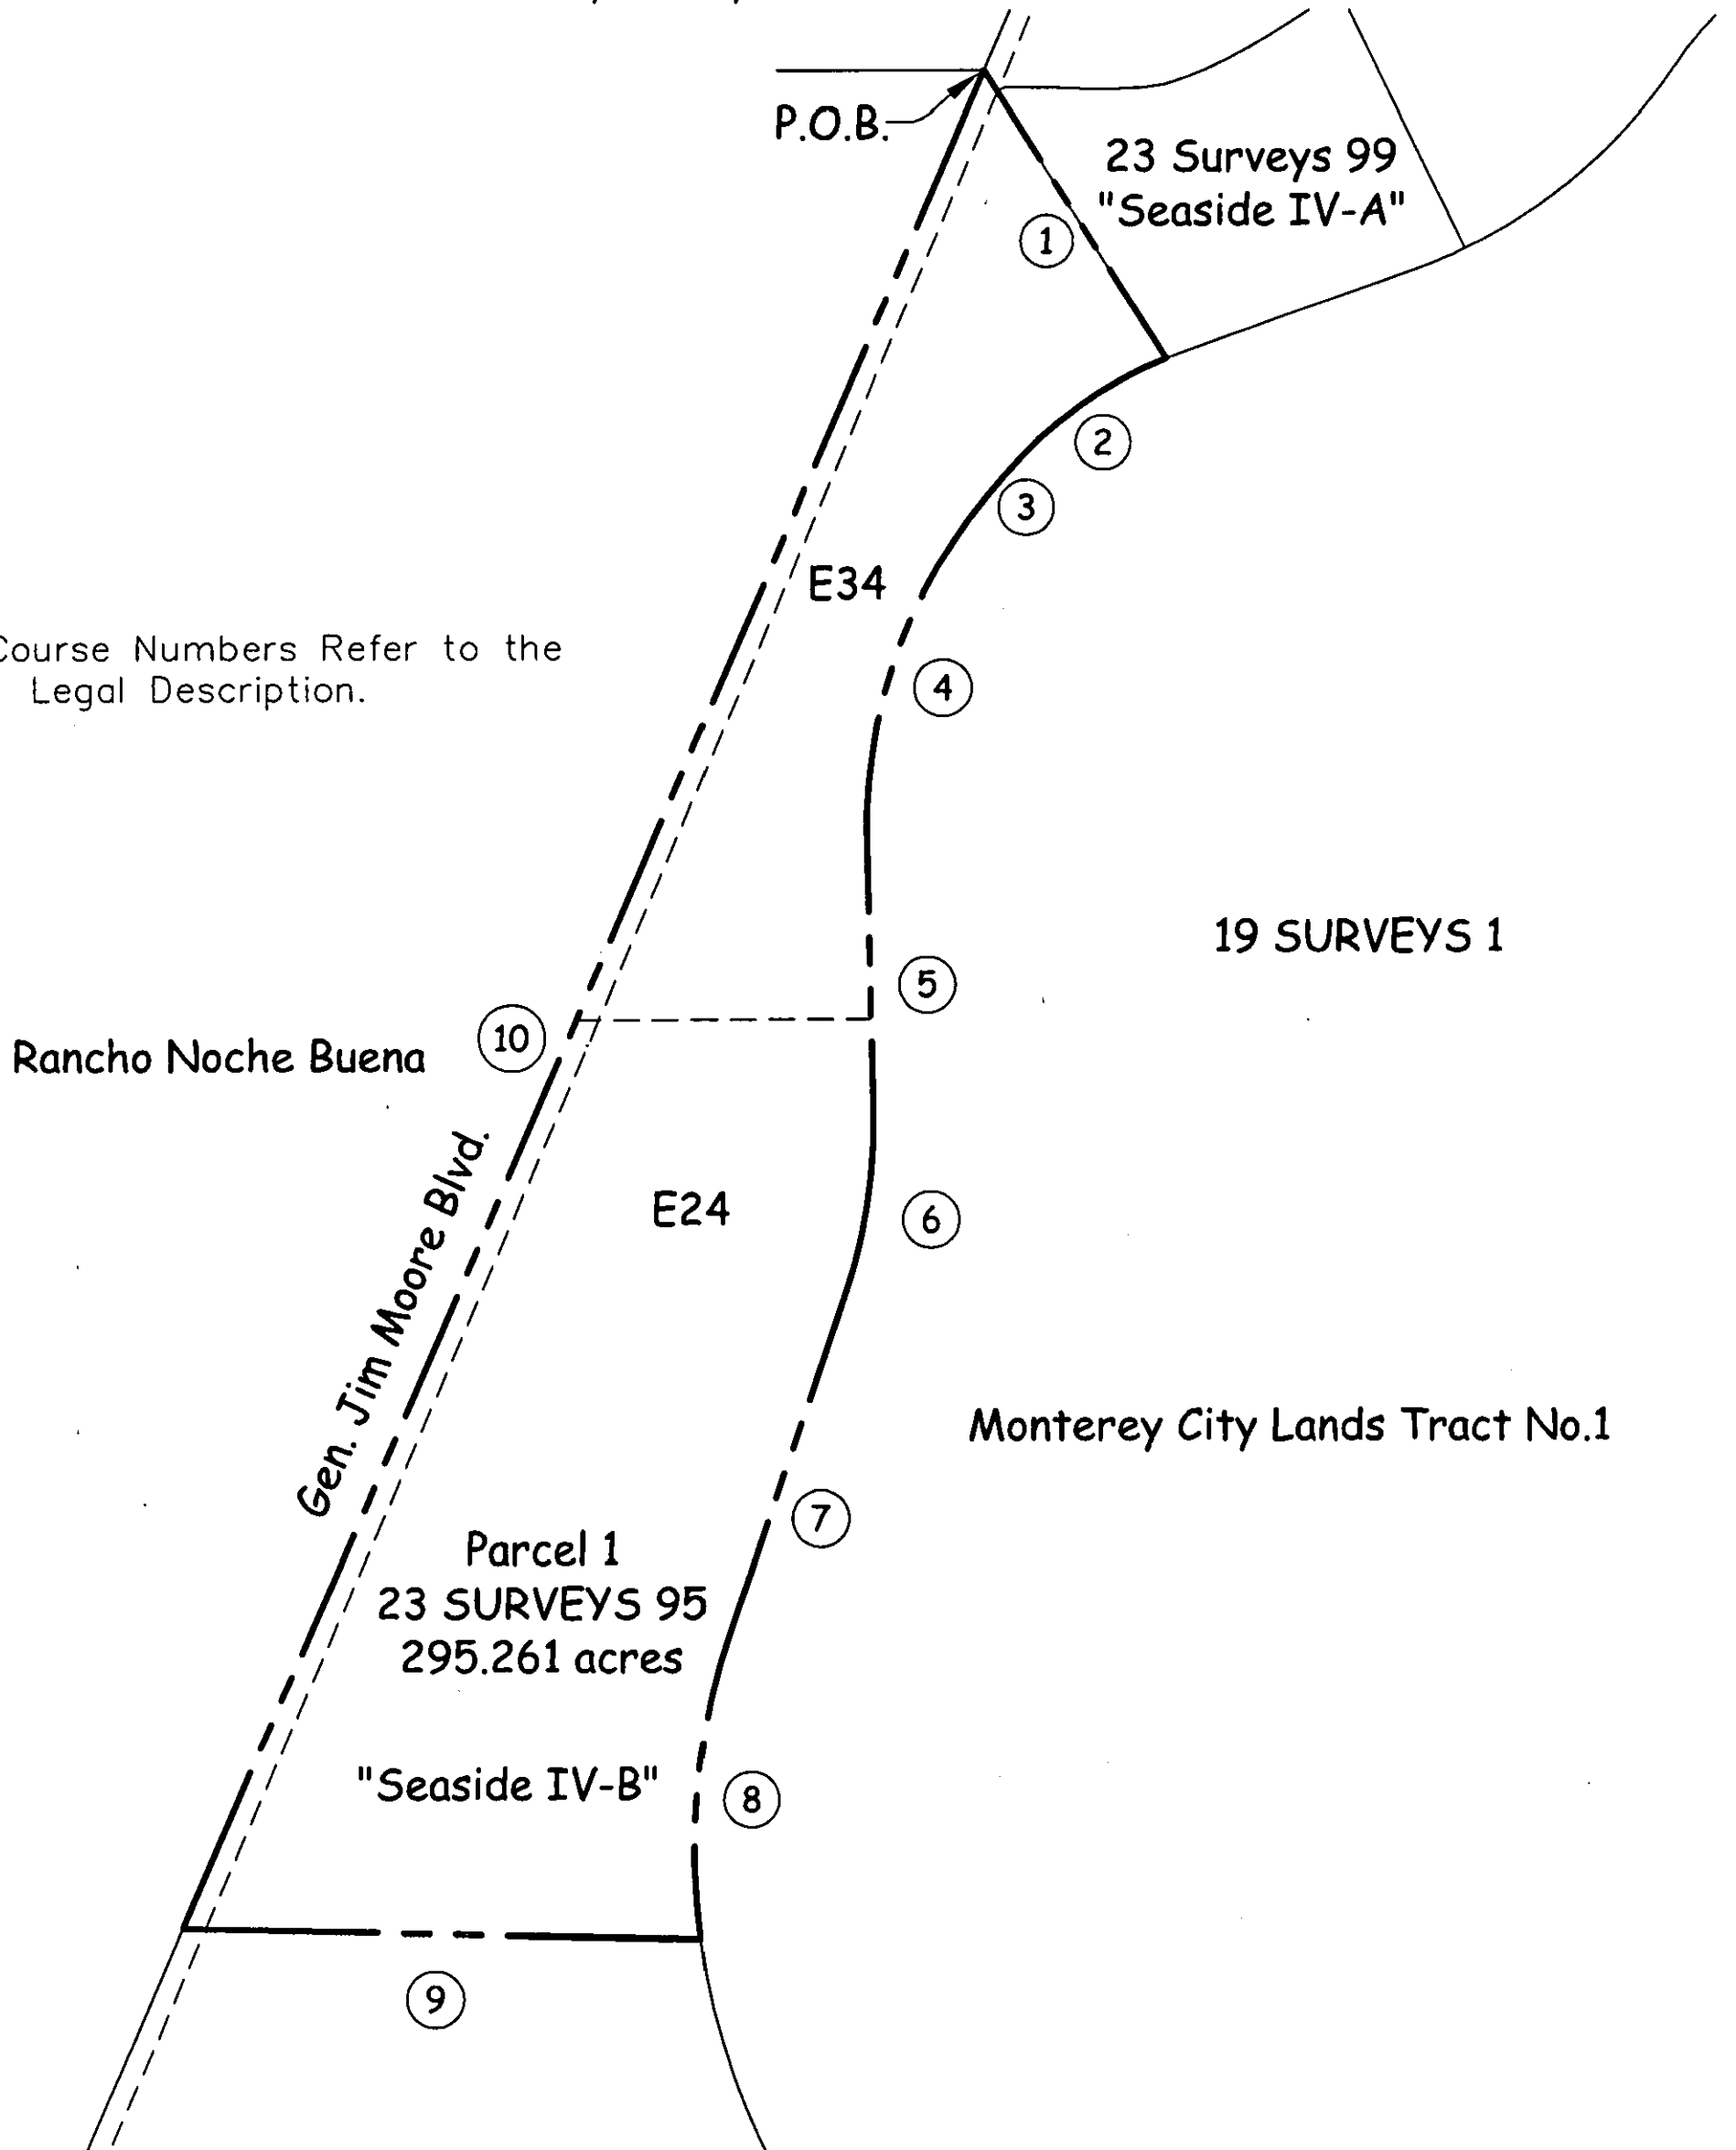 P.O.B.
23 Surveys 99
"Seaside IV-A"
1
2
3
E34
Course Numbers Refer to the
Legal Description.
4
19 SURVEYS 1
5
10
Rancho Noche Buena
Gen. Jim Moore Blvd.
E24
6
Monterey City Lands Tract No.1
7
Parcel 1
23 SURVEYS 95
295.261 acres
"Seaside IV-B"
8
9